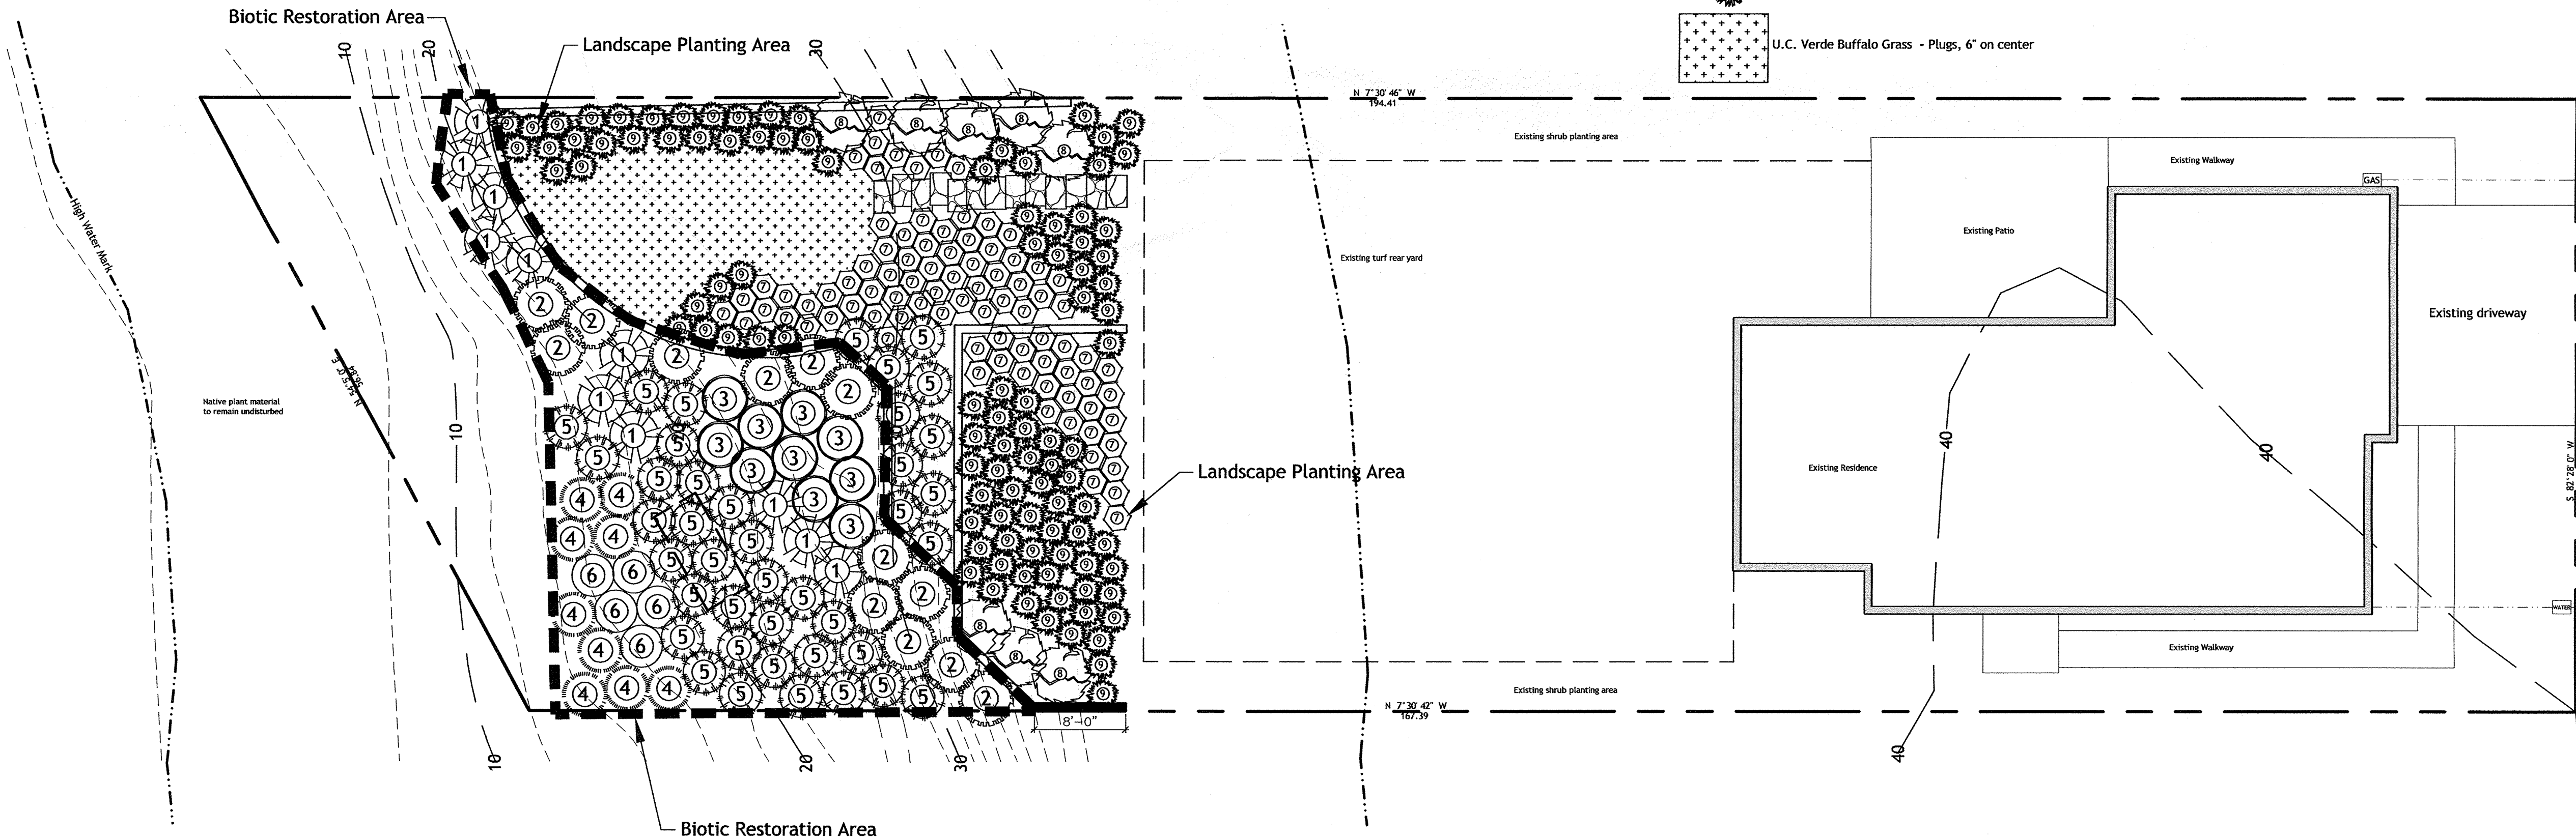 Biotic Restoration Area
Landscape Planting Area
10
20
30
U.C. Verde Buffalo Grass - Plugs, 6" on center
N 7°30'46" W
194.41
Existing shrub planting area
Existing Walkway
GAS
High Water Mark
Existing Patio
Existing turf rear yard
Existing driveway
Native plant material
to remain undisturbed
36.84
10
20
40
40
Existing Residence
Landscape Planting Area
S 82°28'0" W
WATER
Existing Walkway
Existing shrub planting area
N 7°30'42" W
167.39
8'-0"
10
20
30
40
Biotic Restoration Area